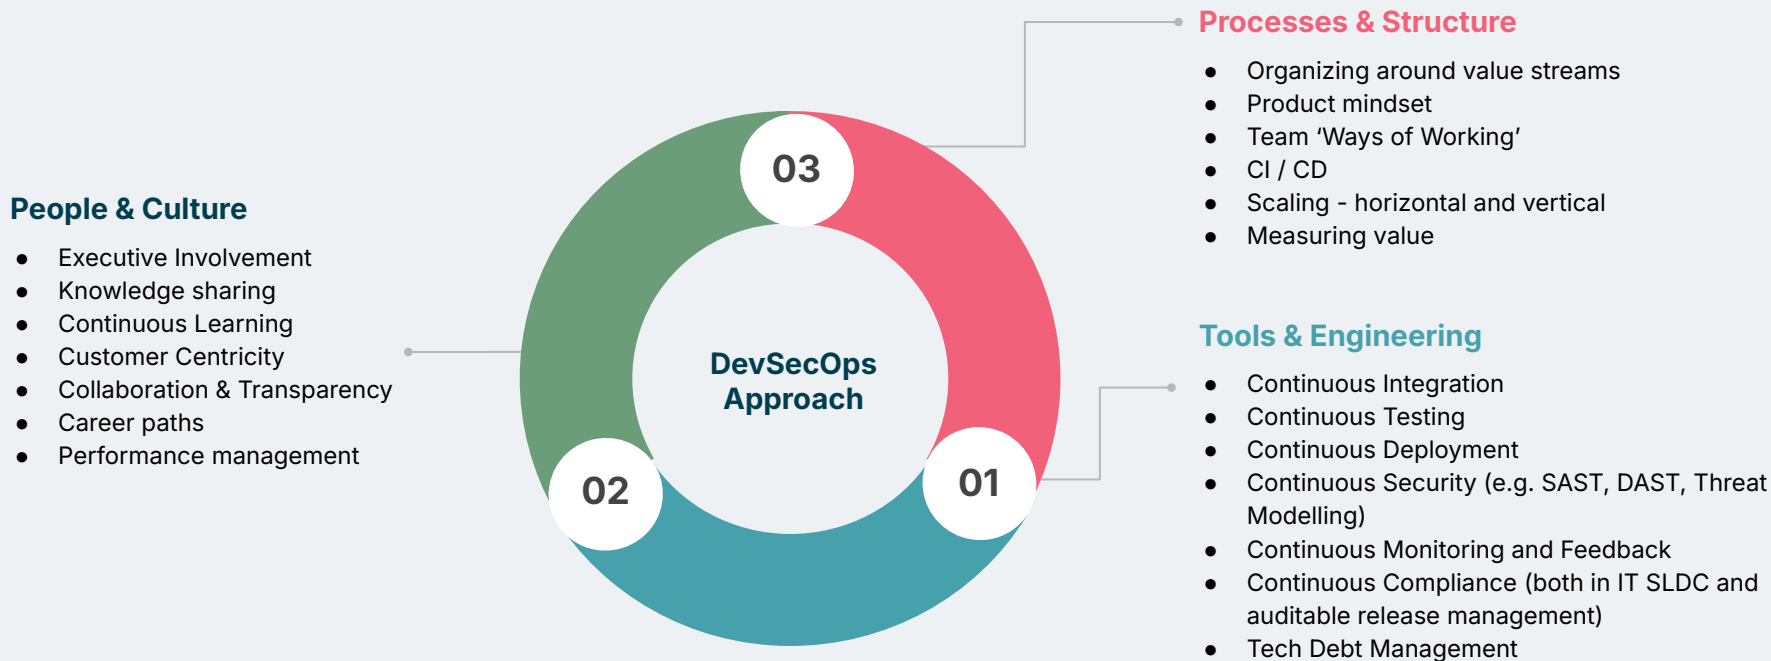 Processes & Structure
● Organizing around value streams
● Product mindset
● Team ‘Ways of Working’
● CI / CD
● Scaling - horizontal and vertical
● Measuring value
People & Culture
● Executive Involvement
● Knowledge sharing
● Continuous Learning
● Customer Centricity
● Collaboration & Transparency
● Career paths
● Performance management
03
02
01
DevSecOps
Approach
Tools & Engineering
● Continuous Integration
● Continuous Testing
● Continuous Deployment
● Continuous Security (e.g. SAST, DAST, Threat
Modelling)
● Continuous Monitoring and Feedback
● Continuous Compliance (both in IT SLDC and
auditable release management)
● Tech Debt Management